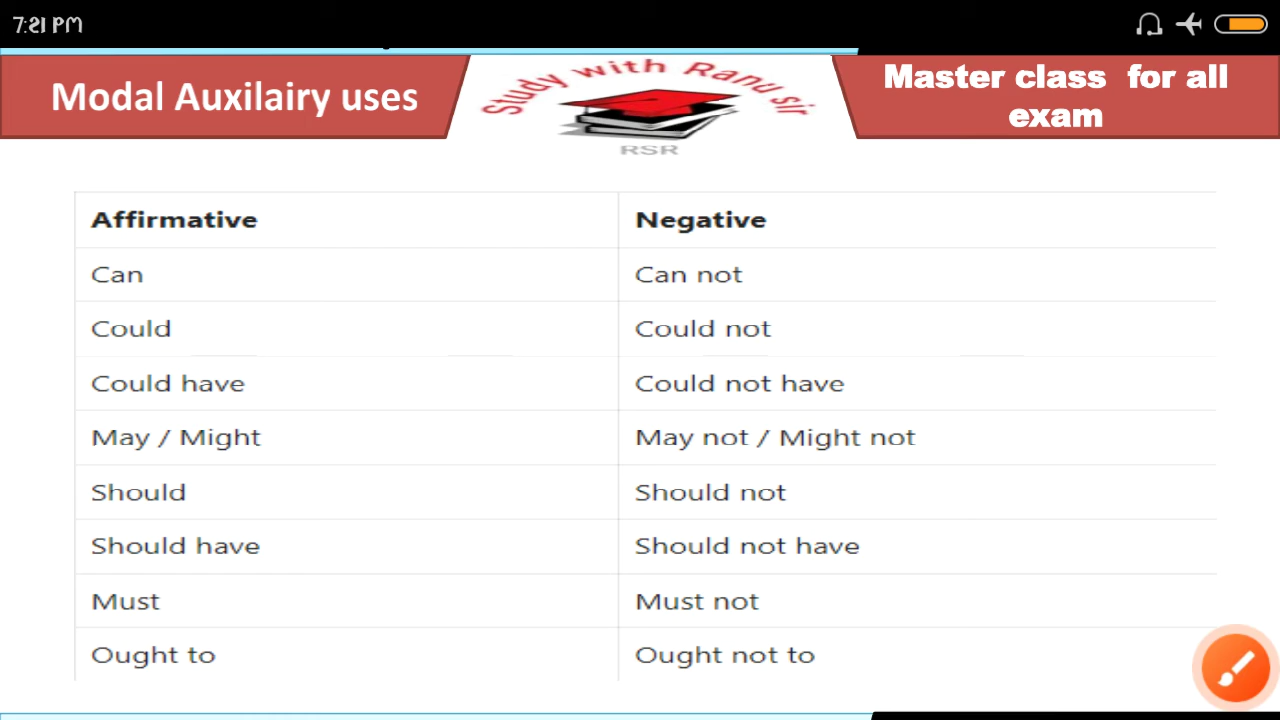 7:21 PM
Modal Auxilairy uses
Study with Ranu sir
RSR
Master class for all
exam
Affirmative Negative
Can Can not
Could Could not
Could have Could not have
May / Might May not / Might not
Should Should not
Should have Should not have
Must Must not
Ought to Ought not to